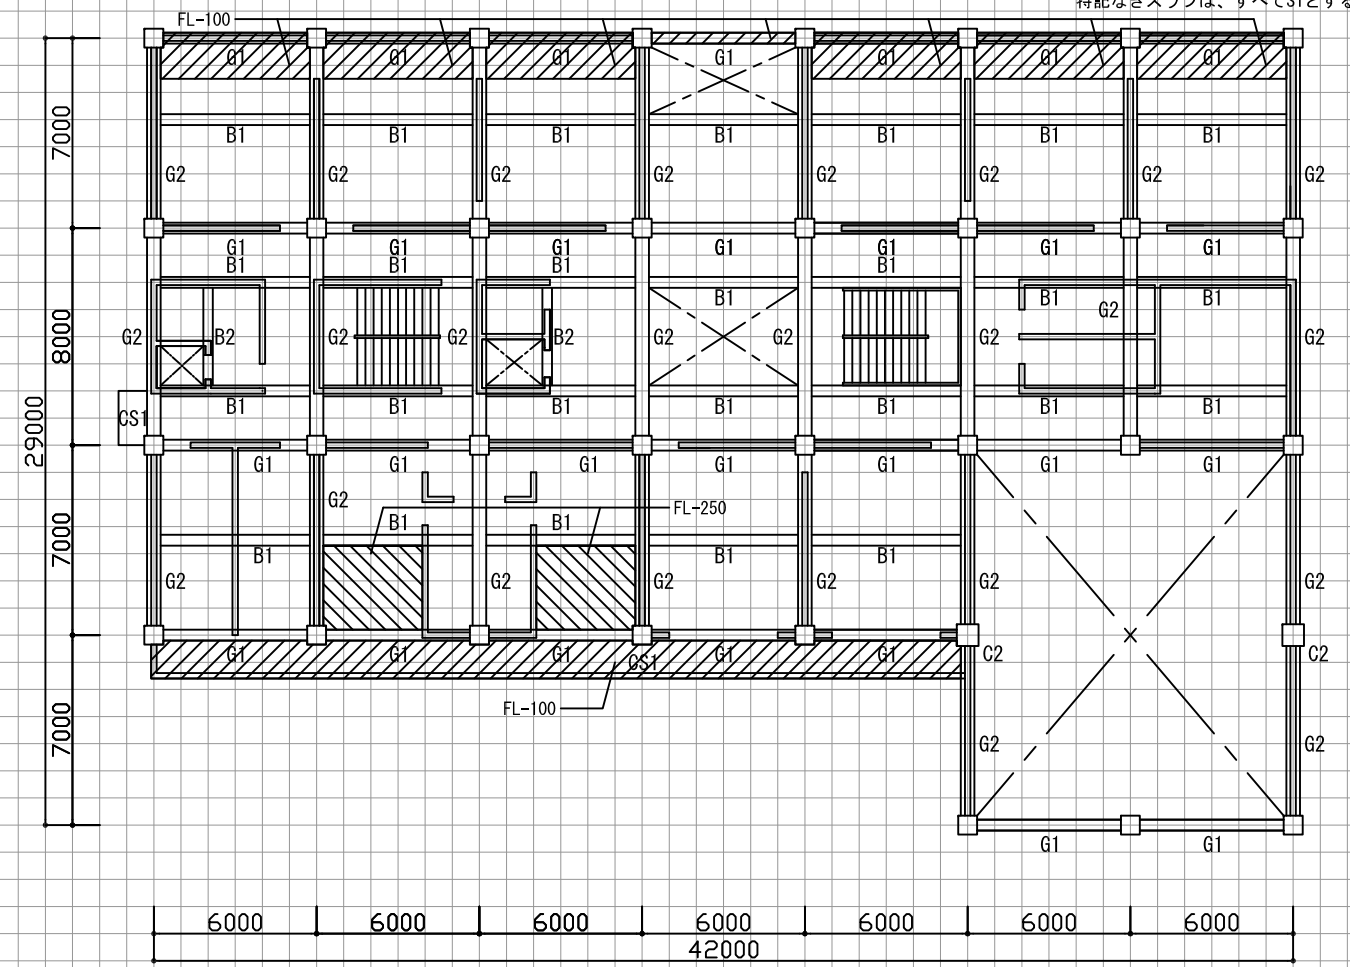 特記なきスラブは、すべてS1とする
FL-100
G1 G1 G1 G1 G1 G1 G1
7000
B1 B1 B1 B1 B1 B1 B1
G2 G2 G2 G2 G2 G2 G2 G2
G1 G1 G1 G1 G1 G1 G1
B1 B1 B1 B1
B1 B1 B1
G2
8000
G2 B2 G2 G2 B2 G2 G2 G2
29000
CS1
B1 B1 B1 B1 B1 B1 B1
G1 G1 G1 G1 G1 G1 G1
G2
FL-250
7000
B1 B1
B1 B1 B1
G2 G2 G2 G2 G2 G2
G1 G1 G1 G1 G1
CS1
C2 C2
FL-100
7000
G2 G2
G1 G1
6000 6000 6000 6000 6000 6000 6000
42000